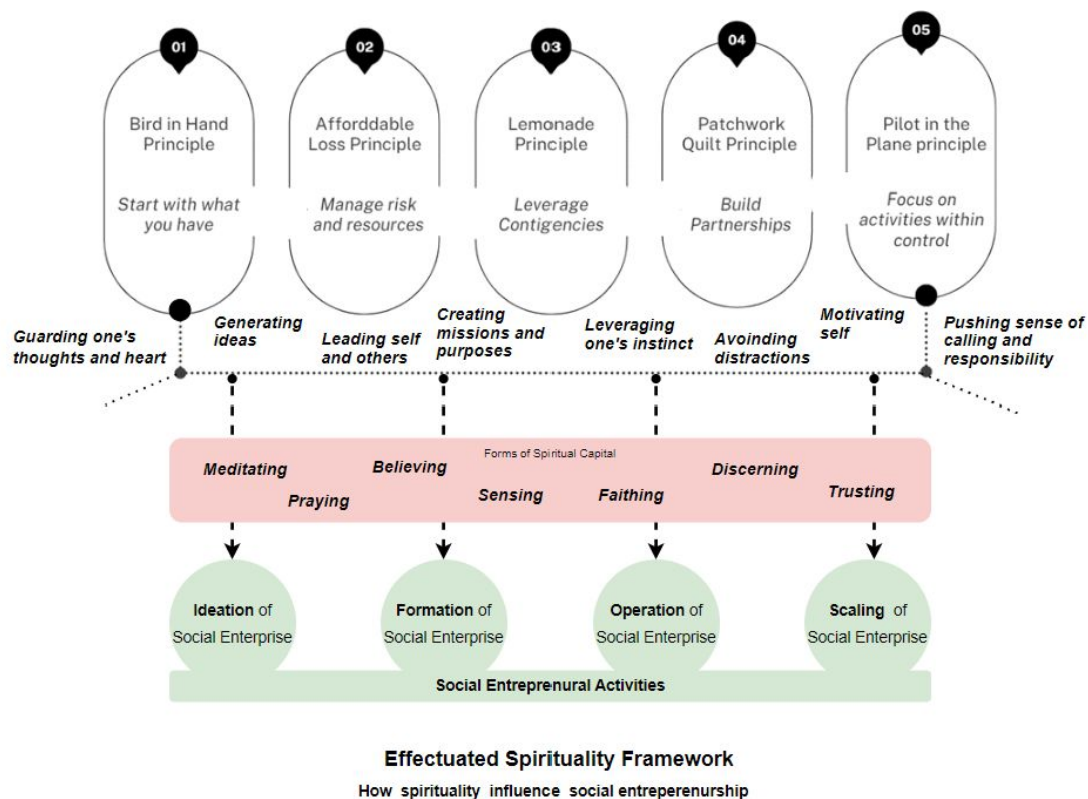 01
Bird in Hand
Principle
Start with what
you have
02
Afforddable
Loss Principle
Manage risk
and resources
03
Lemonade
Principle
Leverage
Contigencies
04
Patchwork
Quilt Principle
Build
Partnerships
05
Pilot in the
Plane principle
Focus on
activities within
control
Guarding one's
thoughts and heart
Generating
ideas
Leading self
and others
Creating
missions and
purposes
Leveraging
one's instinct
Avoinding
distractions
Motivating
self
Pushing sense of
calling and
responsibility
Forms of Spiritual Capital
Meditating
Praying
Believing
Sensing
Faithing
Discerning
Trusting
Ideation of
Social Enterprise
Formation of
Social Enterprise
Operation of
Social Enterprise
Scaling of
Social Enterprise
Social Entreprenural Activities
Effectuated Spirituality Framework
How spirituality influence social entreperenurship